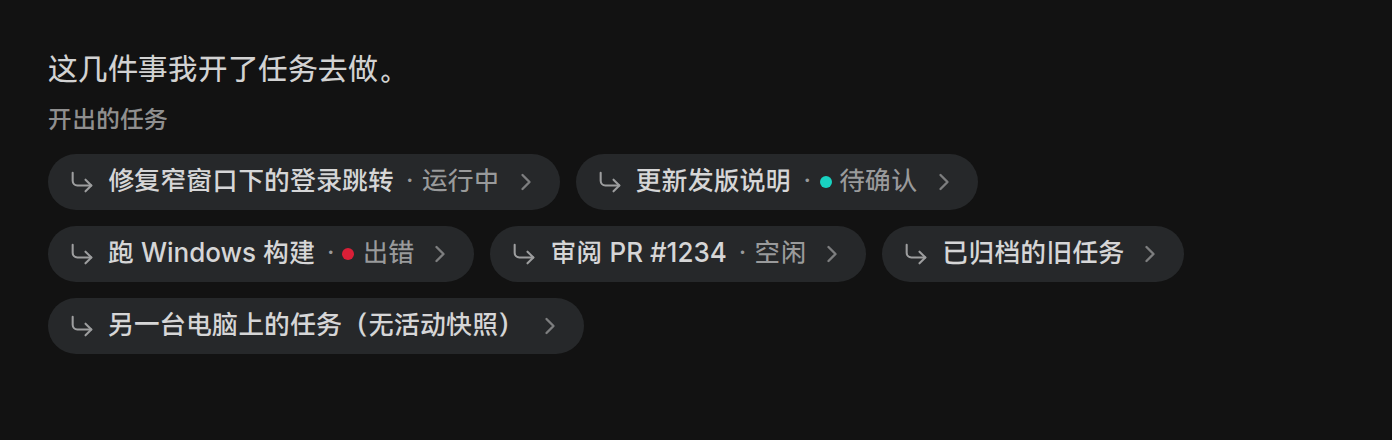 这几件事我开了任务去做。
开出的任务
修复窄窗口下的登录跳转 · 运行中
更新发版说明 · 待确认
跑 Windows 构建 · 出错
审阅 PR #1234 · 空闲
已归档的旧任务
另一台电脑上的任务（无活动快照）